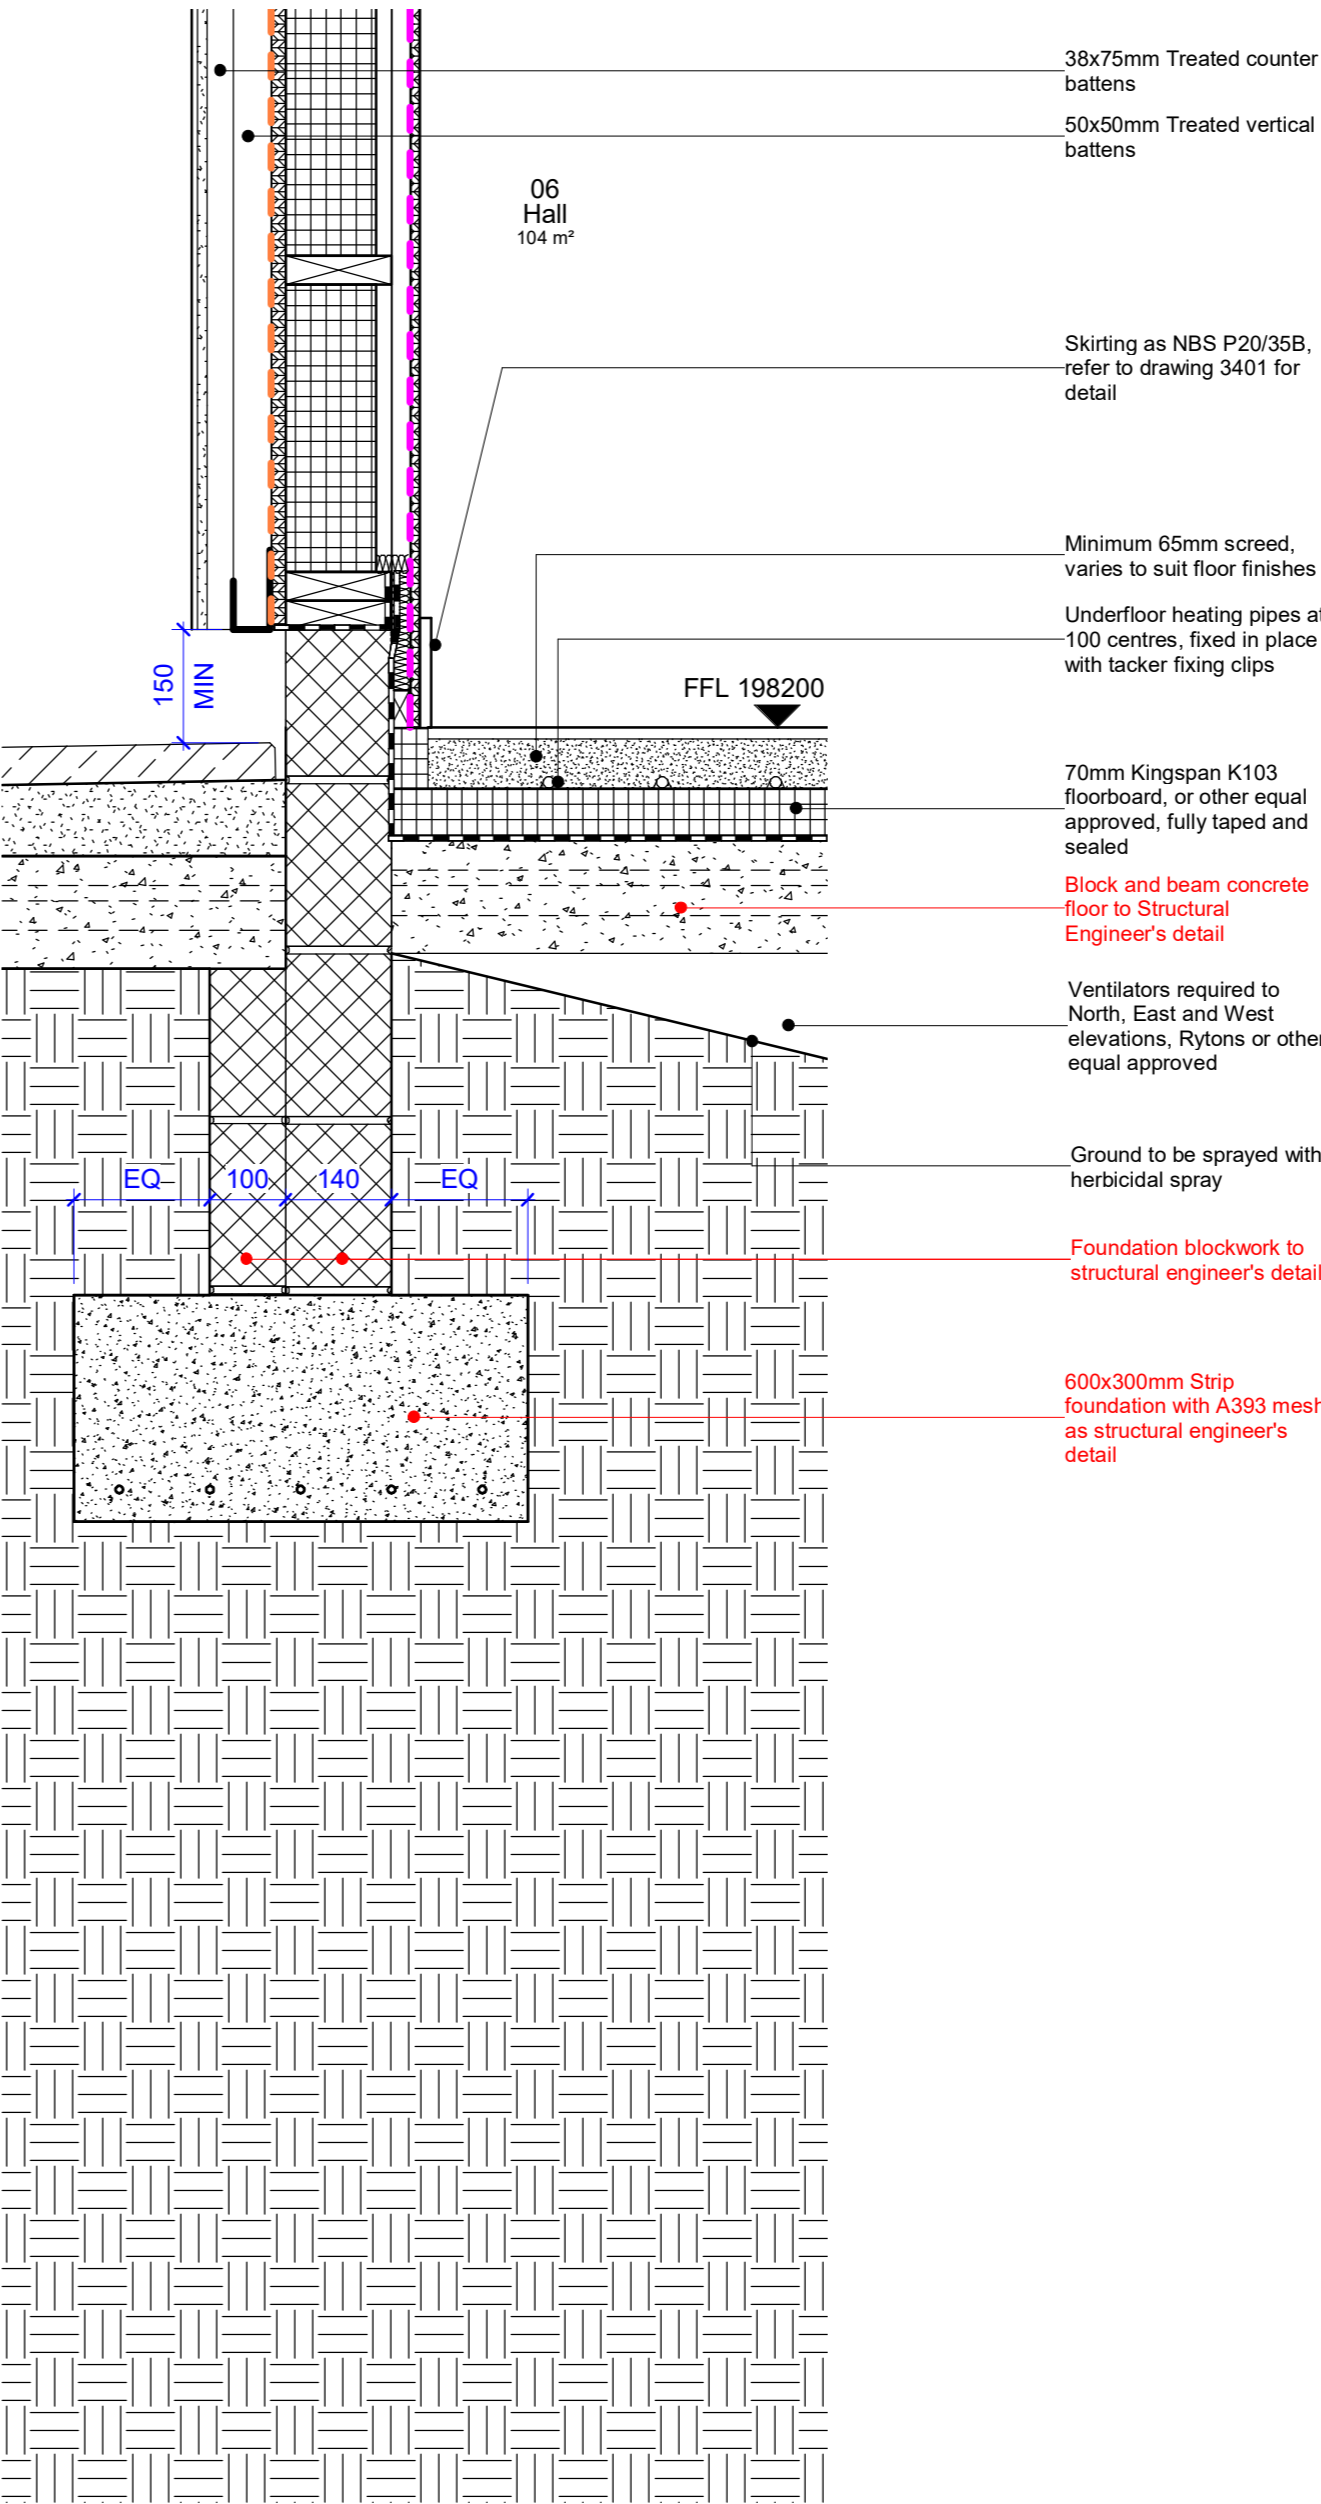 38x75mm Treated counter
battens
50x50mm Treated vertical
battens
06
Hall
104 m²
Skirting as NBS P20/35B,
refer to drawing 3401 for
detail
Minimum 65mm screed,
varies to suit floor finishes
Underfloor heating pipes at
100 centres, fixed in place
with tacker fixing clips
150
MIN
FFL 198200
70mm Kingspan K103
floorboard, or other equal
approved, fully taped and
sealed
Block and beam concrete
floor to Structural
Engineer's detail
Ventilators required to
North, East and West
elevations, Rytons or other
equal approved
Ground to be sprayed with
herbicidal spray
EQ 100 140 EQ
Foundation blockwork to
structural engineer's detail
600x300mm Strip
foundation with A393 mesh
as structural engineer's
detail